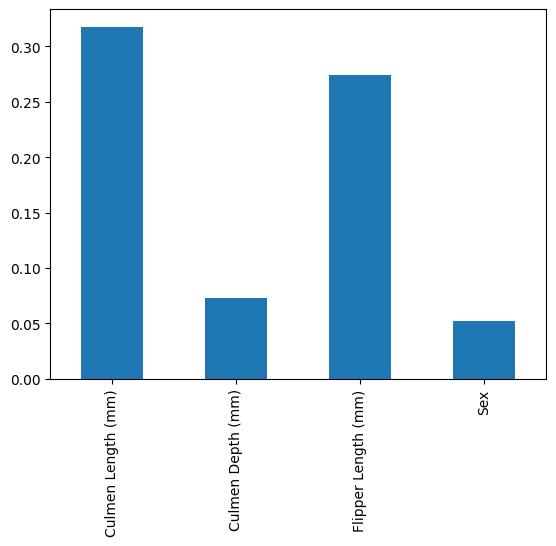 0.30
0.25
0.20
0.15
0.10
0.05
0.00
Culmen Length (mm)
Culmen Depth (mm)
Flipper Length (mm)
Sex